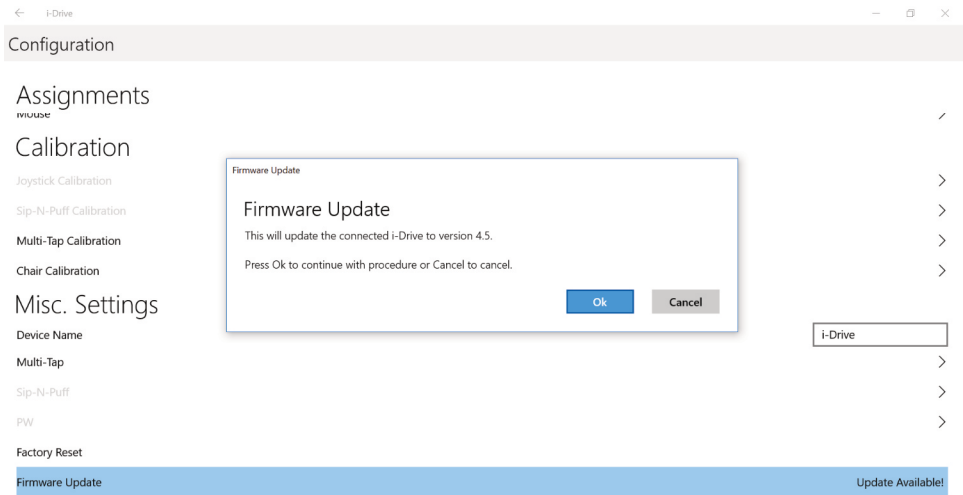 i-Drive
Configuration
Assignments
Mouse
Calibration
Joystick Calibration
Sip-N-Puff Calibration
Multi-Tap Calibration
Chair Calibration
Misc. Settings
Device Name
i-Drive
Multi-Tap
Sip-N-Puff
PW
Factory Reset
Firmware Update Update Available!
Firmware Update
Firmware Update
This will update the connected i-Drive to version 4.5.
Press Ok to continue with procedure or Cancel to cancel.
Ok Cancel